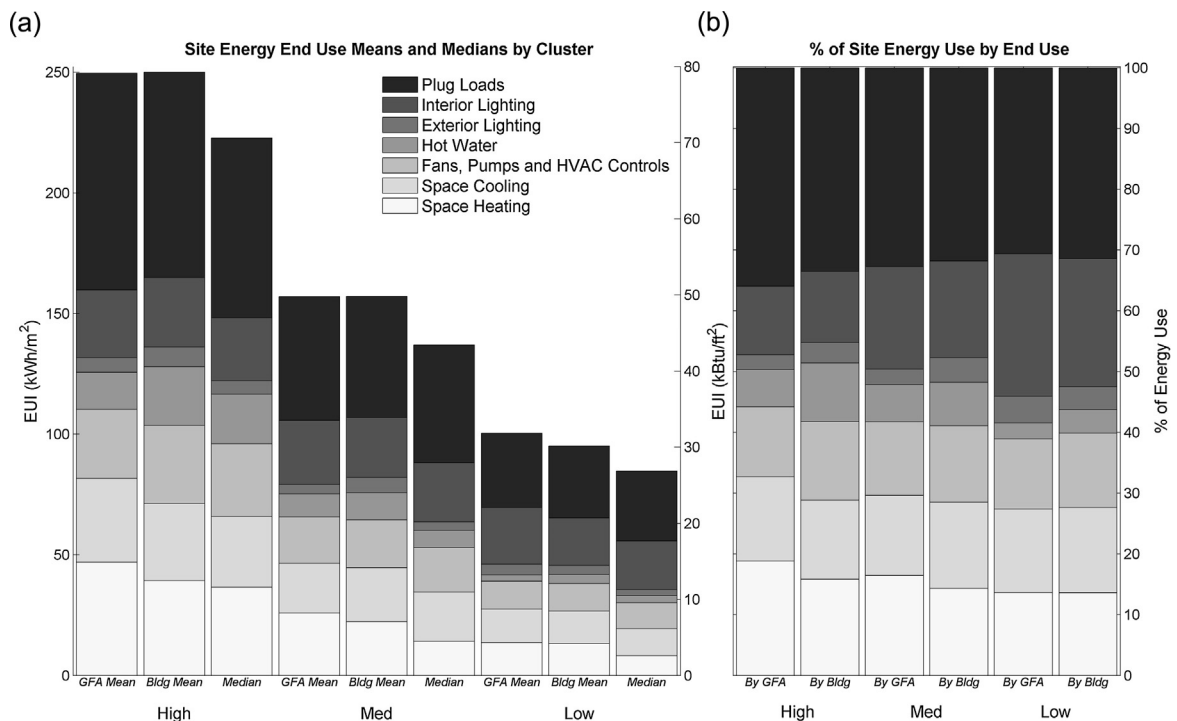 (a)
Site Energy End Use Means and Medians by Cluster
EUI (kWh/m²)
250
200
150
100
50
0
Plug Loads
Interior Lighting
Exterior Lighting
Hot Water
Fans, Pumps and HVAC Controls
Space Cooling
Space Heating
80
70
60
50
40
30
20
10
0
EUI (kBtu/ft²)
GFA Mean Bldg Mean Median GFA Mean Bldg Mean Median GFA Mean Bldg Mean Median
High Med Low
(b)
% of Site Energy Use by End Use
100
90
80
70
60
50
40
30
20
10
0
% of Energy Use
By GFA By Bldg By GFA By Bldg By GFA By Bldg
High Med Low